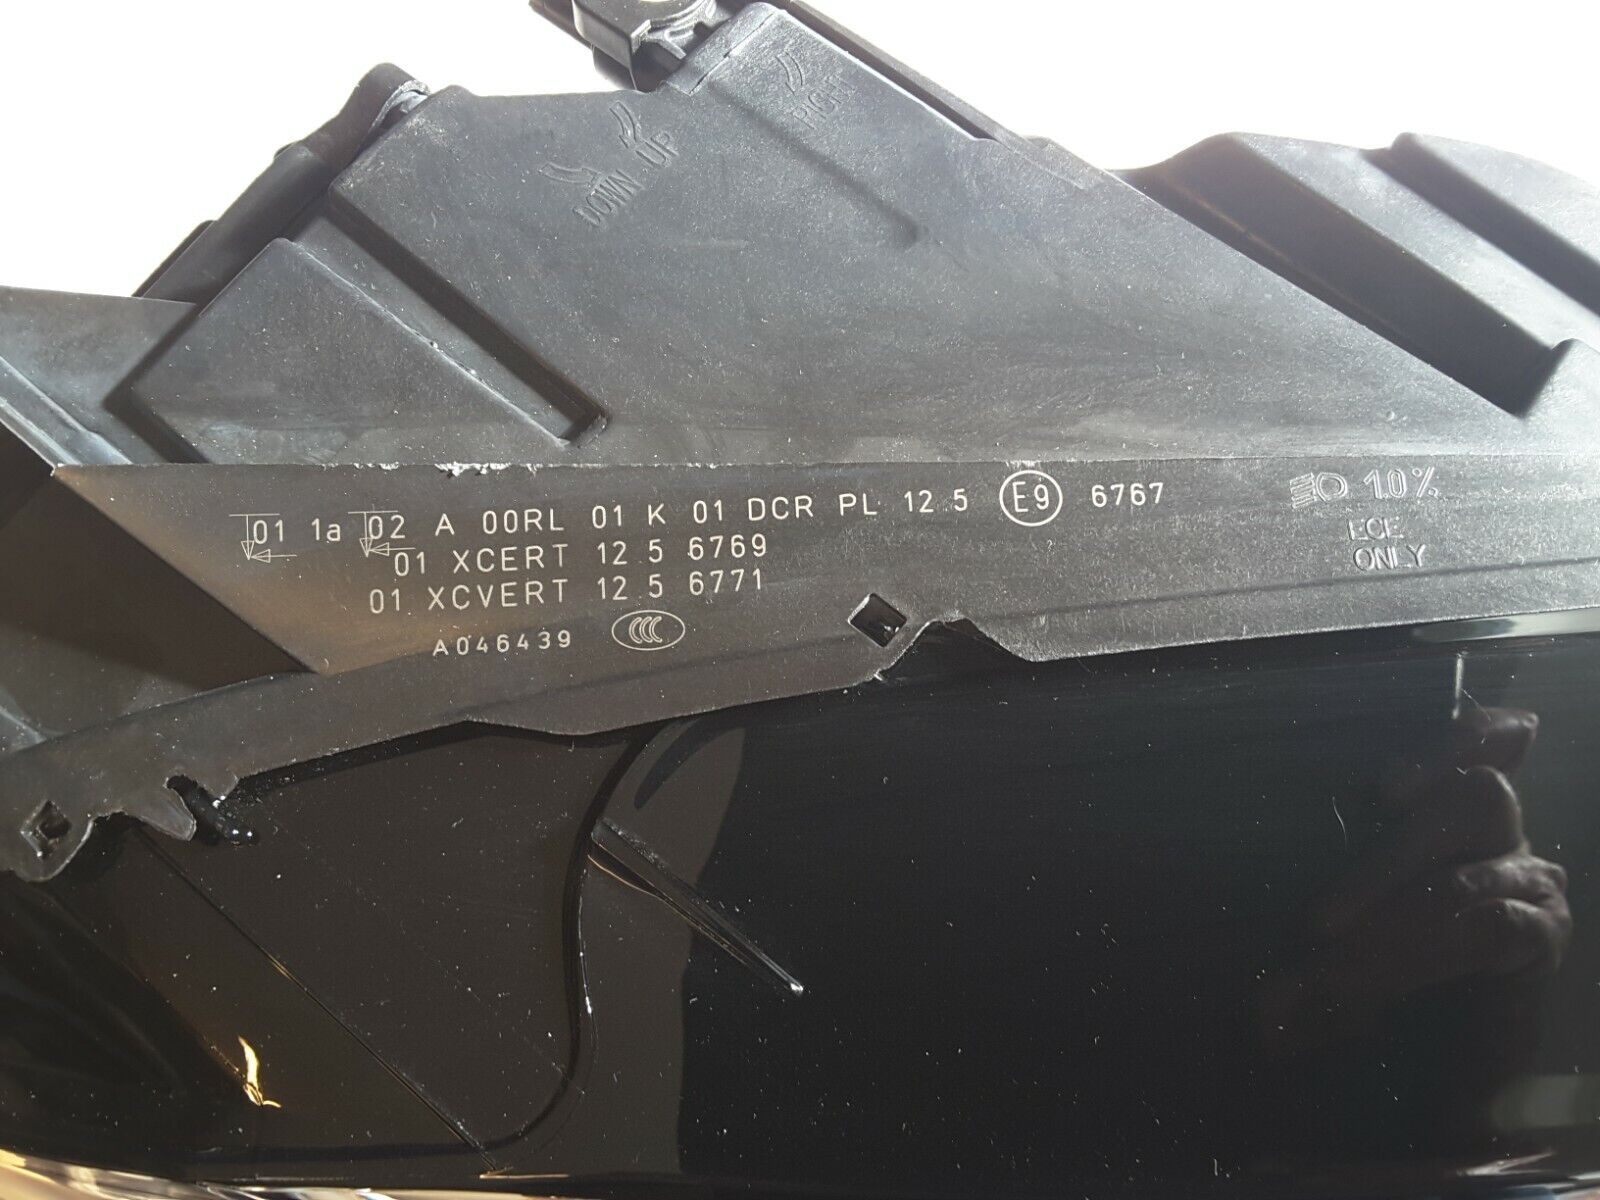 DOWN UP RIGHT
01 1a 02 A 00RL 01 K 01 DCR PL 12 5 E9 6767
01 XCERT 12 5 6769
01 XCVERT 12 5 6771
A046439 CCC
1.0%
ECE
ONLY